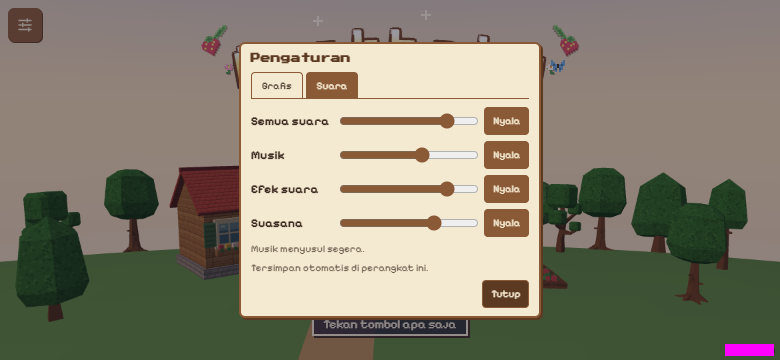 Pengaturan
Grafis
Suara
Semua suara
Nyala
Musik
Nyala
Efek suara
Nyala
Suasana
Nyala
Musik menyusul segera.
Tersimpan otomatis di perangkat ini.
Tutup
Tekan tombol apa saja